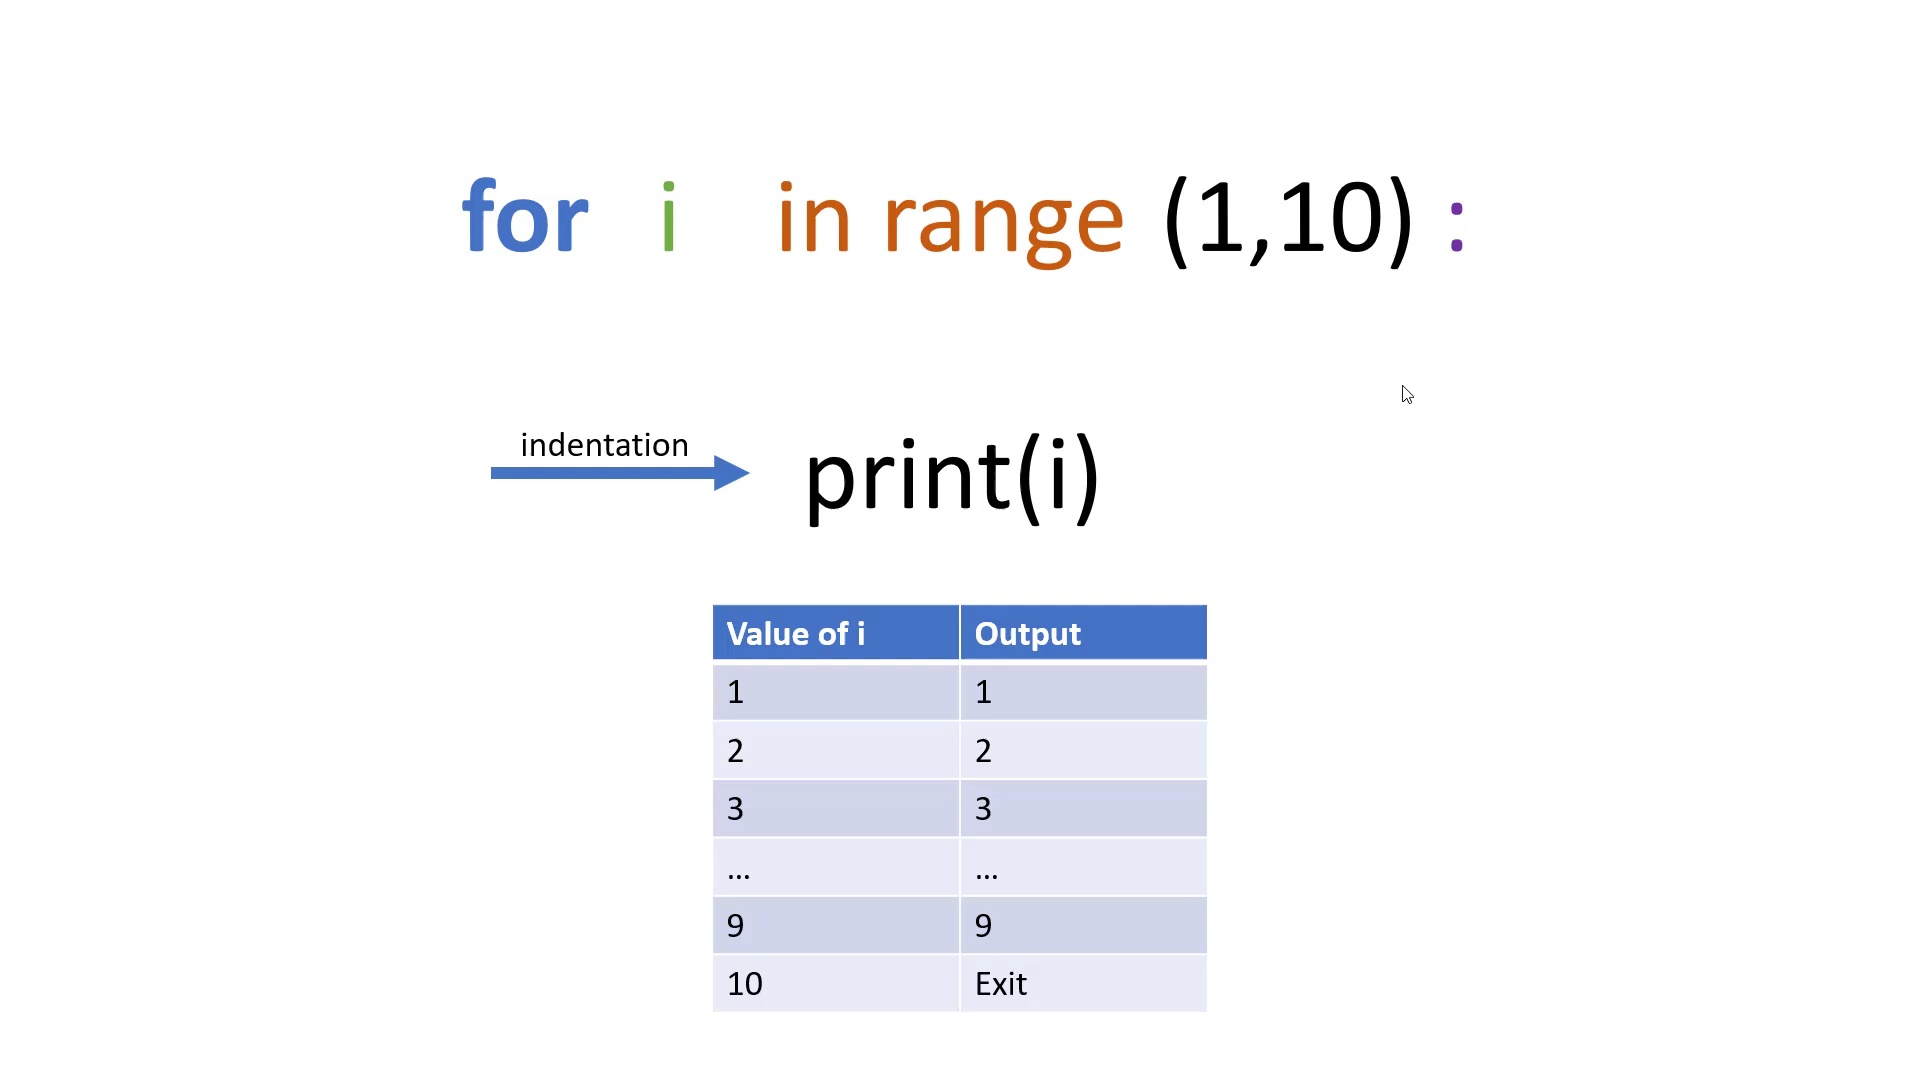 for i in range (1,10) :
indentation
print(i)
Value of i Output
1 1
2 2
3 3
... ...
9 9
10 Exit